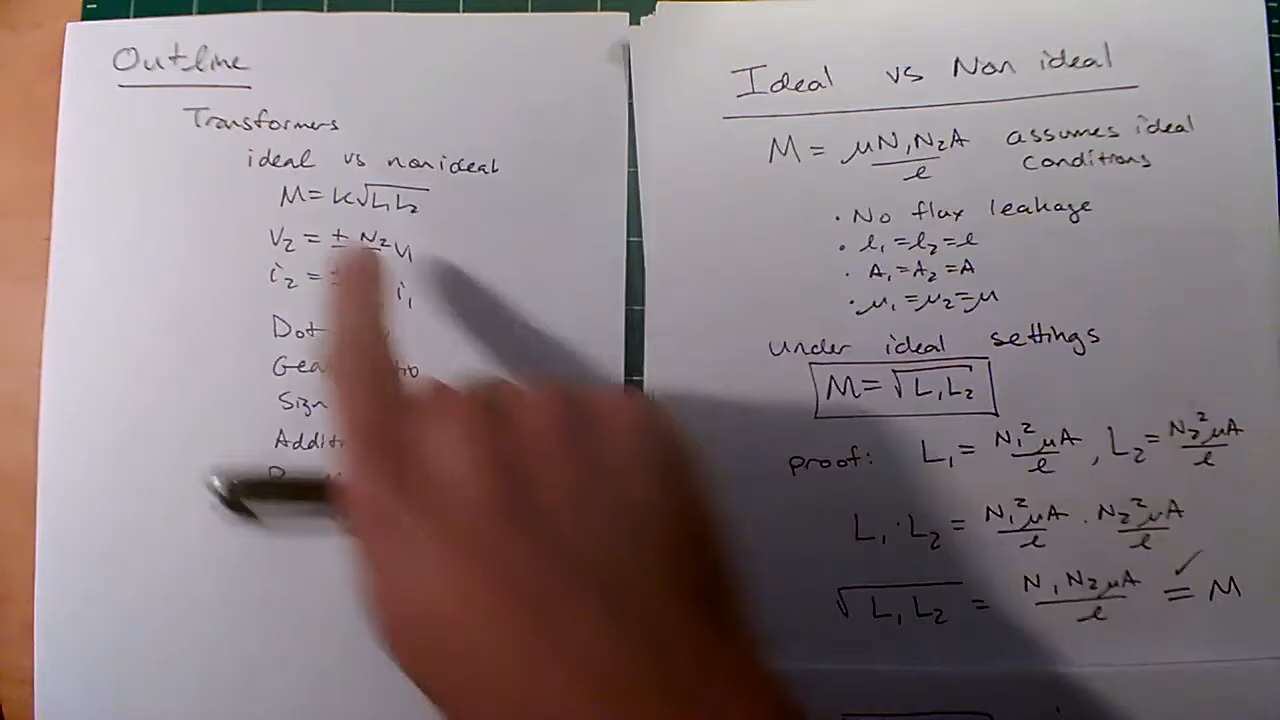 Outline
Transformers
ideal vs nonideal
M = k√L₁L₂
V₂ = ± N₂ V₁
i₂ = i₁
Dot
Sign
Ideal vs Non ideal
M = μN₁N₂A / l assumes ideal conditions
· No flux leakage
· l₁ = l₂ = l
· A₁ = A₂ = A
· μ₁ = μ₂ = μ
Under ideal settings
M = √L₁L₂
proof: L₁ = N₁²μA / l , L₂ = N₂²μA / l
L₁ · L₂ = N₁²μA / l · N₂²μA / l
√L₁L₂ = N₁N₂μA / l = ✓ M